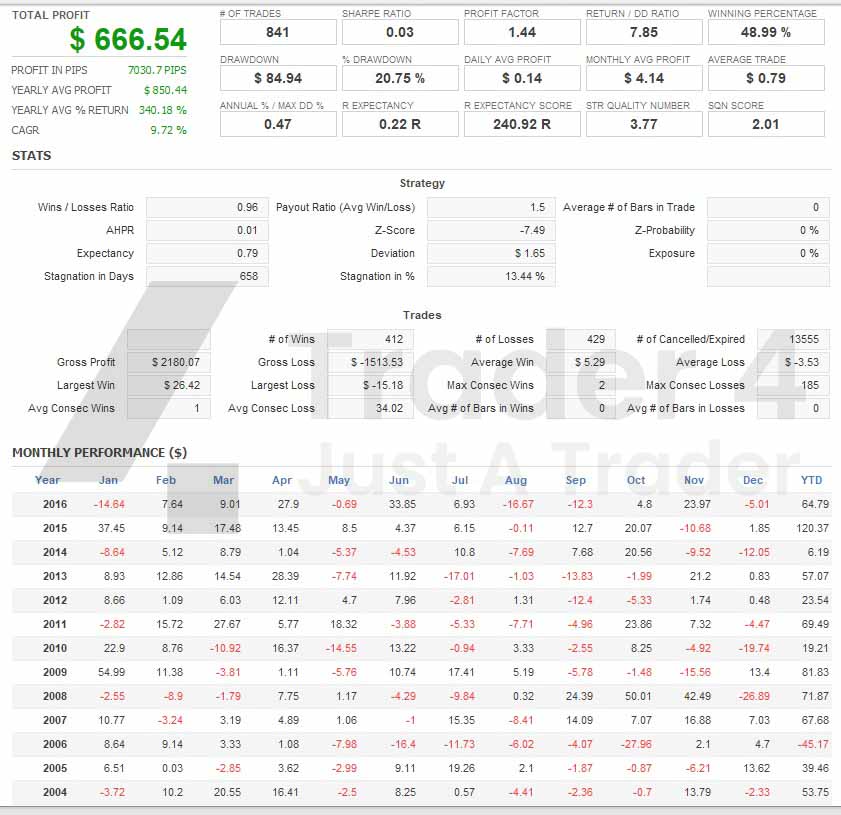 TOTAL PROFIT
$ 666.54
PROFIT IN PIPS 7030.7 PIPS
YEARLY AVG PROFIT $ 850.44
YEARLY AVG % RETURN 340.18 %
CAGR 9.72 %
# OF TRADES SHARPE RATIO PROFIT FACTOR RETURN / DD RATIO WINNING PERCENTAGE
841 0.03 1.44 7.85 48.99 %
DRAWDOWN % DRAWDOWN DAILY AVG PROFIT MONTHLY AVG PROFIT AVERAGE TRADE
$ 84.94 20.75 % $ 0.14 $ 4.14 $ 0.79
ANNUAL % / MAX DD % R EXPECTANCY R EXPECTANCY SCORE STR QUALITY NUMBER SQN SCORE
0.47 0.22 R 240.92 R 3.77 2.01
STATS
Strategy
Wins / Losses Ratio 0.96 Payout Ratio (Avg Win/Loss) 1.5 Average # of Bars in Trade 0
AHPR 0.01 Z-Score -7.49 Z-Probability 0 %
Expectancy 0.79 Deviation $ 1.65 Exposure 0 %
Stagnation in Days 658 Stagnation in % 13.44 %
Trades
# of Wins 412 # of Losses 429 # of Cancelled/Expired 13555
Gross Profit $ 2180.07 Gross Loss $ -1513.53 Average Win $ 5.29 Average Loss $ -3.53
Largest Win $ 26.42 Largest Loss $ -15.18 Max Consec Wins 2 Max Consec Losses 185
Avg Consec Wins 1 Avg Consec Loss 34.02 Avg # of Bars in Wins 0 Avg # of Bars in Losses 0
Trader 4
Just A Trader
MONTHLY PERFORMANCE ($)
Year Jan Feb Mar Apr May Jun Jul Aug Sep Oct Nov Dec YTD
2016 -14.64 7.64 9.01 27.9 -0.69 33.85 6.93 -16.67 -12.3 4.8 23.97 -5.01 64.79
2015 37.45 9.14 17.48 13.45 8.5 4.37 6.15 -0.11 12.7 20.07 -10.68 1.85 120.37
2014 -8.64 5.12 8.79 1.04 -5.37 -4.53 10.8 -7.69 7.68 20.56 -9.52 -12.05 6.19
2013 8.93 12.86 14.54 28.39 -7.74 11.92 -17.01 -1.03 -13.83 -1.99 21.2 0.83 57.07
2012 8.66 1.09 6.03 12.11 4.7 7.96 -2.81 1.31 -12.4 -5.33 1.74 0.48 23.54
2011 -2.82 15.72 27.67 5.77 18.32 -3.88 -5.33 -7.71 -4.96 23.86 7.32 -4.47 69.49
2010 22.9 8.76 -10.92 16.37 -14.55 13.22 -0.94 3.33 -2.55 8.25 -4.92 -19.74 19.21
2009 54.99 11.38 -3.81 1.11 -5.76 10.74 17.41 5.19 -5.78 -1.48 -15.56 13.4 81.83
2008 -2.55 -8.9 -1.79 7.75 1.17 -4.29 -9.84 0.32 24.39 50.01 42.49 -26.89 71.87
2007 10.77 -3.24 3.19 4.89 1.06 -1 15.35 -8.41 14.09 7.07 16.88 7.03 67.68
2006 8.64 9.14 3.33 1.08 -7.98 -16.4 -11.73 -6.02 -4.07 -27.96 2.1 4.7 -45.17
2005 6.51 0.03 -2.85 3.62 -2.99 9.11 19.26 2.1 -1.87 -0.87 -6.21 13.62 39.46
2004 -3.72 10.2 20.55 16.41 -2.5 8.25 0.57 -4.41 -2.36 -0.7 13.79 -2.33 53.75